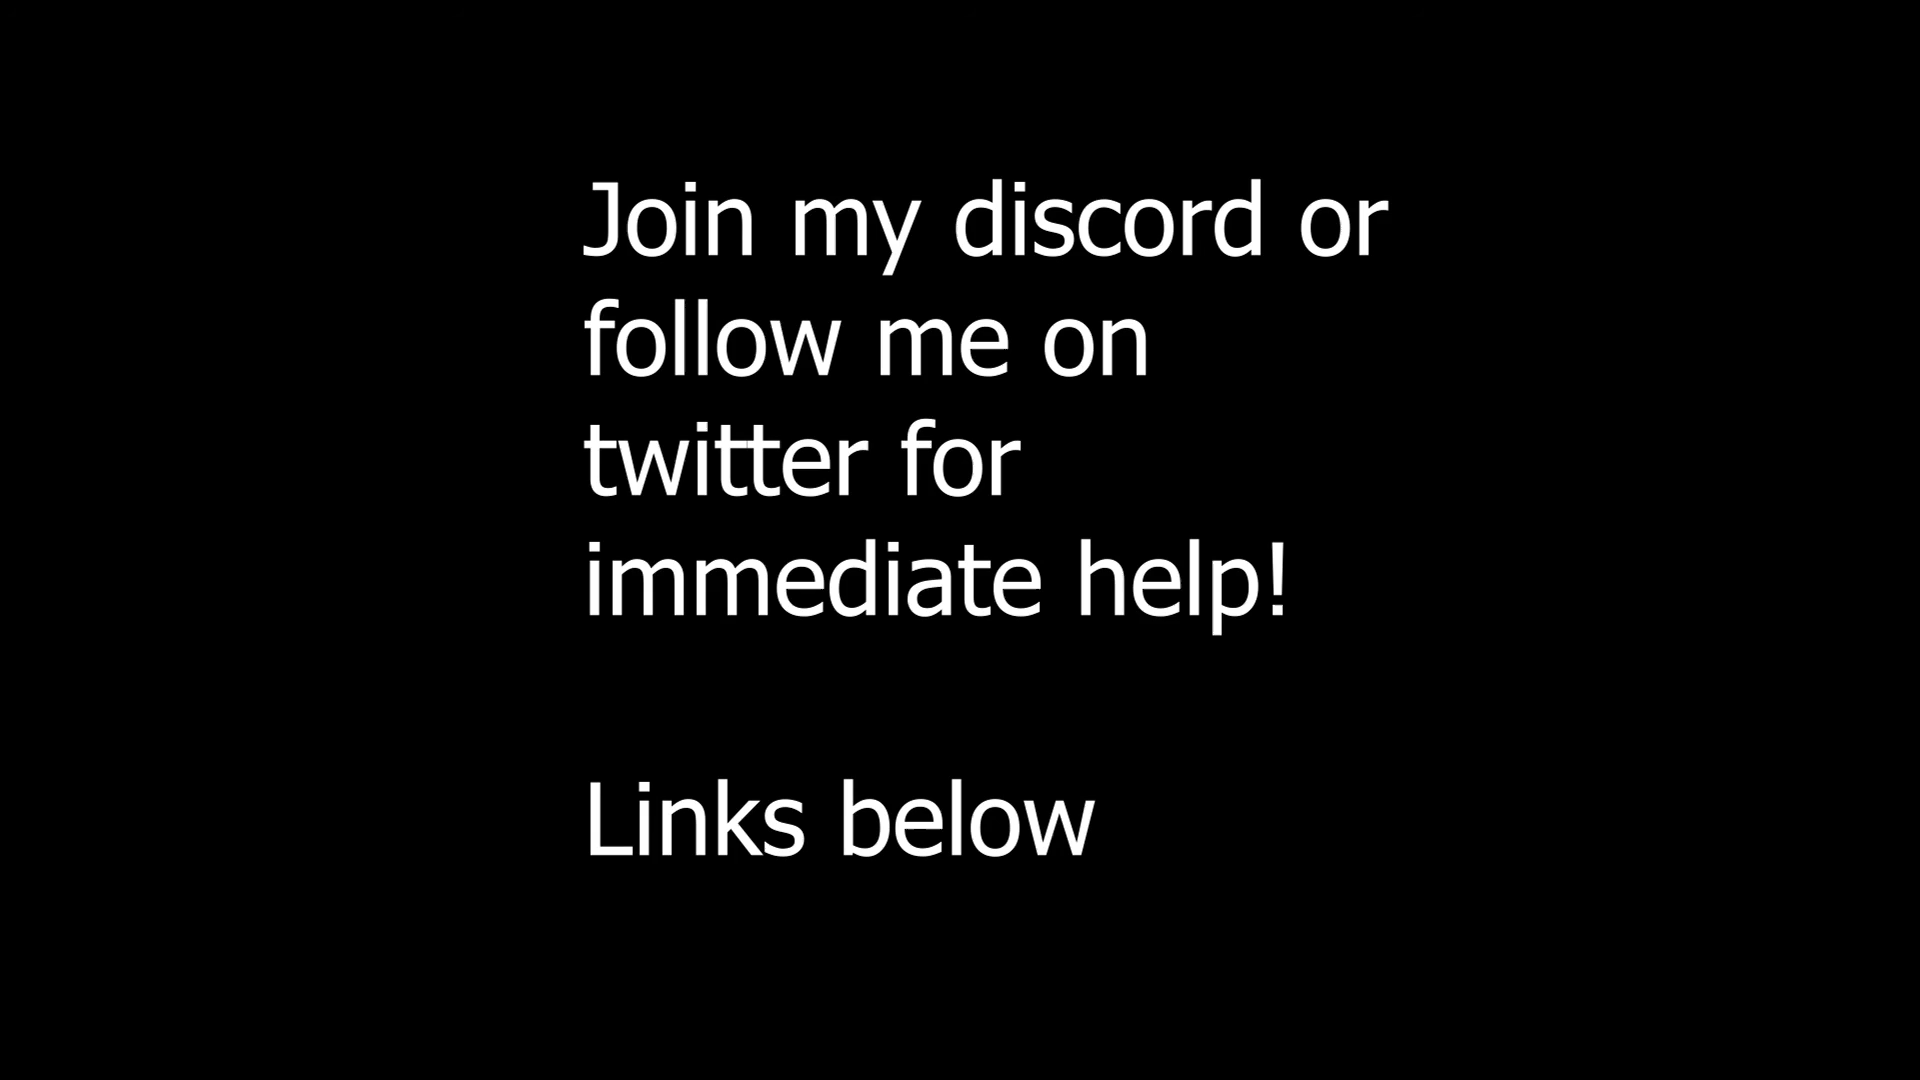 Join my discord or
follow me on
twitter for
immediate help!
Links below